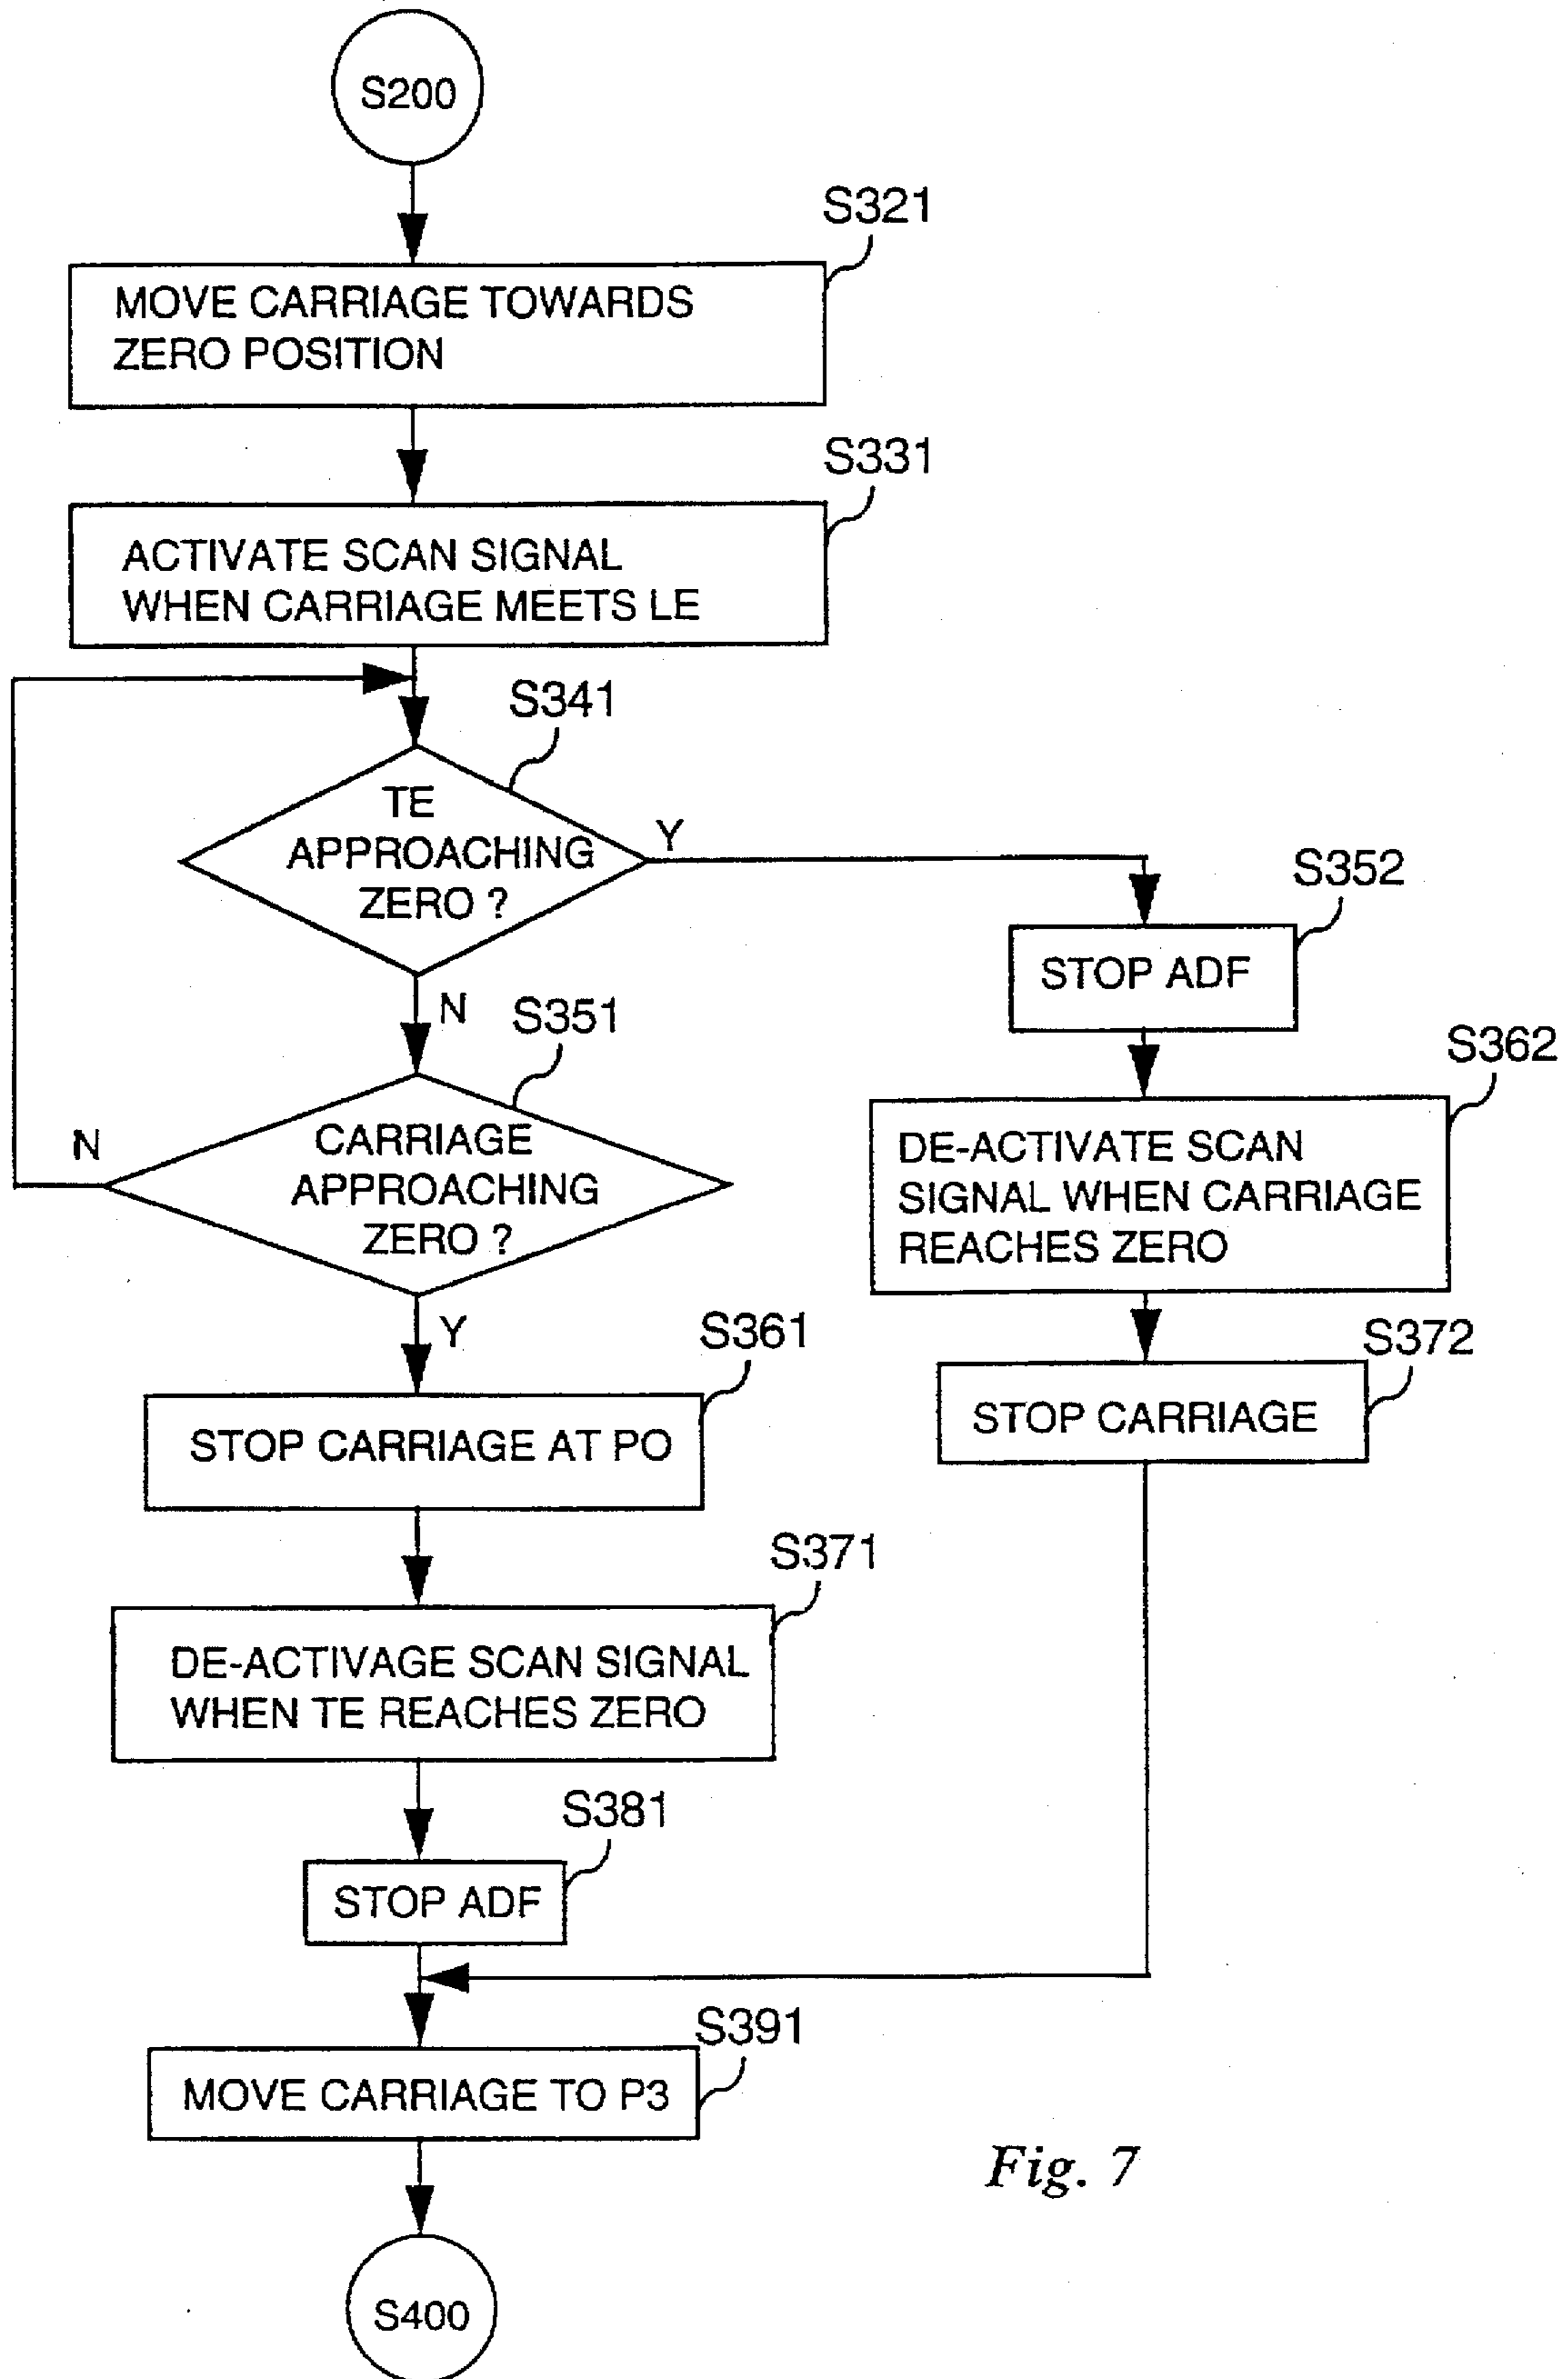 S200
S321
MOVE CARRIAGE TOWARDS
ZERO POSITION
S331
ACTIVATE SCAN SIGNAL
WHEN CARRIAGE MEETS LE
S341
TE
APPROACHING
ZERO ?
Y
N
S352
STOP ADF
S351
CARRIAGE
APPROACHING
ZERO ?
N
Y
S362
DE-ACTIVATE SCAN
SIGNAL WHEN CARRIAGE
REACHES ZERO
S372
STOP CARRIAGE
S361
STOP CARRIAGE AT PO
S371
DE-ACTIVAGE SCAN SIGNAL
WHEN TE REACHES ZERO
S381
STOP ADF
S391
MOVE CARRIAGE TO P3
S400
Fig. 7